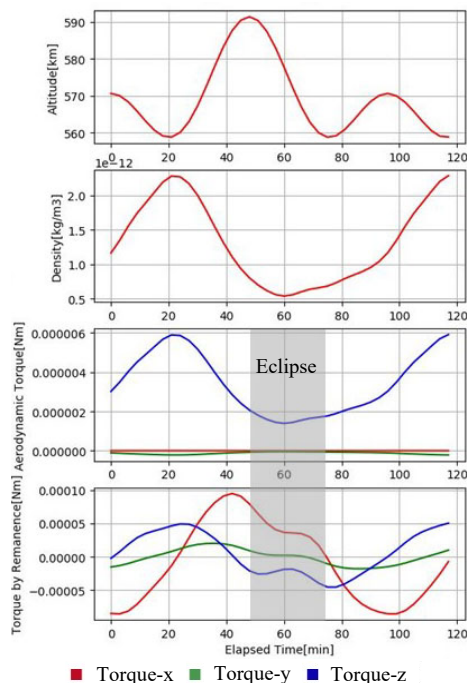 Altitude[km]
590
580
570
560
0 20 40 60 80 100 120
1e−12
Density[kg/m3]
2.0
1.5
1.0
0.5
0 20 40 60 80 100 120
Aerodynamic Torque[Nm]
0.000006
0.000004
0.000002
0.000000
Eclipse
0 20 40 60 80 100 120
Torque by Remanence[Nm]
0.00010
0.00005
0.00000
−0.00005
0 20 40 60 80 100 120
Elapsed Time[min]
Torque-x Torque-y Torque-z